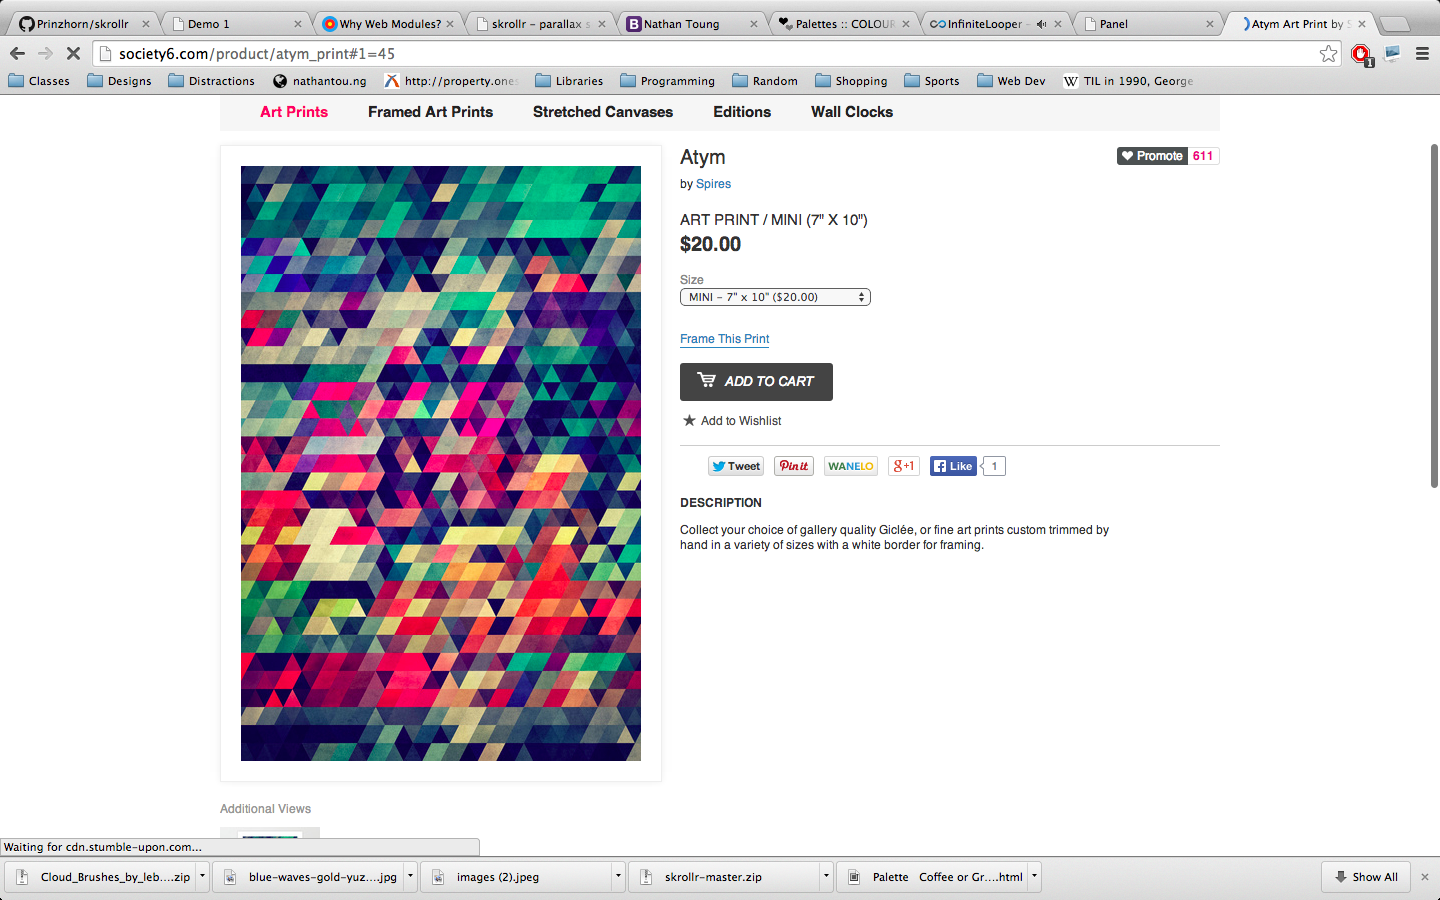 Prinzhorn/skrollr
Demo 1
Why Web Modules?
skrollr – parallax s
Nathan Toung
Palettes :: COLOUR
InfiniteLooper –
Panel
Atym Art Print by S
society6.com/product/atym_print#1=45
1
Classes
Designs
Distractions
nathantou.ng
http://property.ones
Libraries
Programming
Random
Shopping
Sports
Web Dev
W
TIL in 1990, George
Art Prints
Framed Art Prints
Stretched Canvases
Editions
Wall Clocks
Atym
Promote 611
by Spires
ART PRINT / MINI (7" X 10")
$20.00
Size
MINI – 7" x 10" ($20.00)
Frame This Print
ADD TO CART
Add to Wishlist
Tweet
Pin it
WANELO
g+1
Like
1
DESCRIPTION
Collect your choice of gallery quality Giclée, or fine art prints custom trimmed by
hand in a variety of sizes with a white border for framing.
Additional Views
Waiting for cdn.stumble-upon.com...
Cloud_Brushes_by_leb....zip
blue-waves-gold-yuz....jpg
images (2).jpeg
skrollr-master.zip
Palette Coffee or Gr....html
Show All